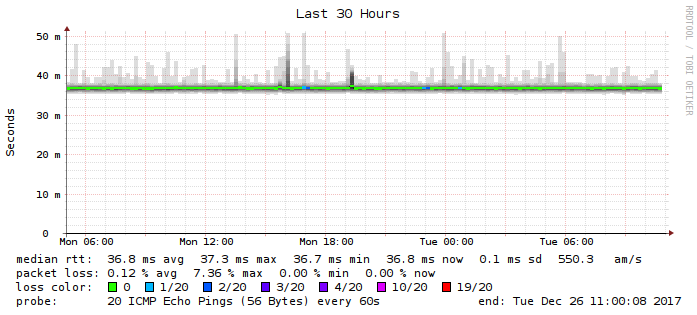 Last 30 Hours
RRDTOOL / TOBI OETIKER
Seconds
50 m
40 m
30 m
20 m
10 m
0
Mon 06:00 Mon 12:00 Mon 18:00 Tue 00:00 Tue 06:00
median rtt: 36.8 ms avg 37.3 ms max 36.7 ms min 36.8 ms now 0.1 ms sd 550.3 am/s
packet loss: 0.12 % avg 7.36 % max 0.00 % min 0.00 % now
loss color: 0 1/20 2/20 3/20 4/20 10/20 19/20
probe: 20 ICMP Echo Pings (56 Bytes) every 60s end: Tue Dec 26 11:00:08 2017